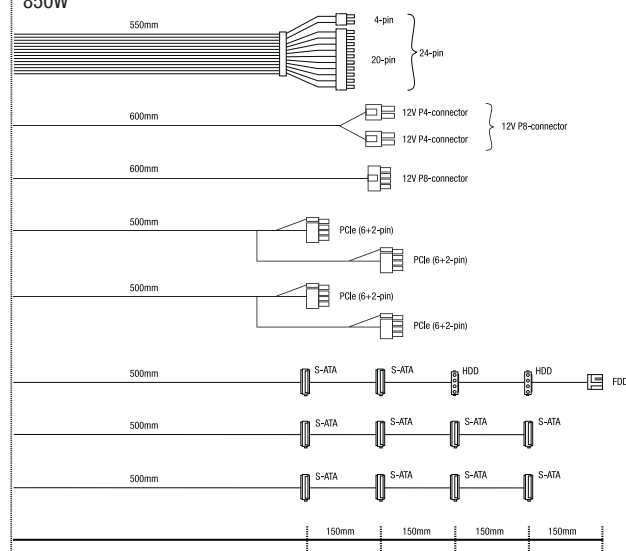 850W
550mm
4-pin
20-pin
24-pin
600mm
12V P4-connector
12V P4-connector
12V P8-connector
600mm
12V P8-connector
500mm
PCIe (6+2-pin)
PCIe (6+2-pin)
500mm
PCIe (6+2-pin)
PCIe (6+2-pin)
500mm S-ATA S-ATA HDD HDD FDD
500mm S-ATA S-ATA S-ATA S-ATA
500mm S-ATA S-ATA S-ATA S-ATA
150mm 150mm 150mm 150mm